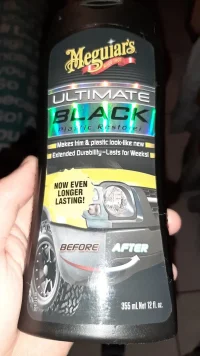 Meguiar's
ULTIMATE
BLACK
Plastic Restorer
Makes trim & plastic look like new
Extended Durability-Lasts for Weeks!
NOW EVEN
LONGER
LASTING!
BEFORE AFTER
355 mL Net 12 fl. oz.